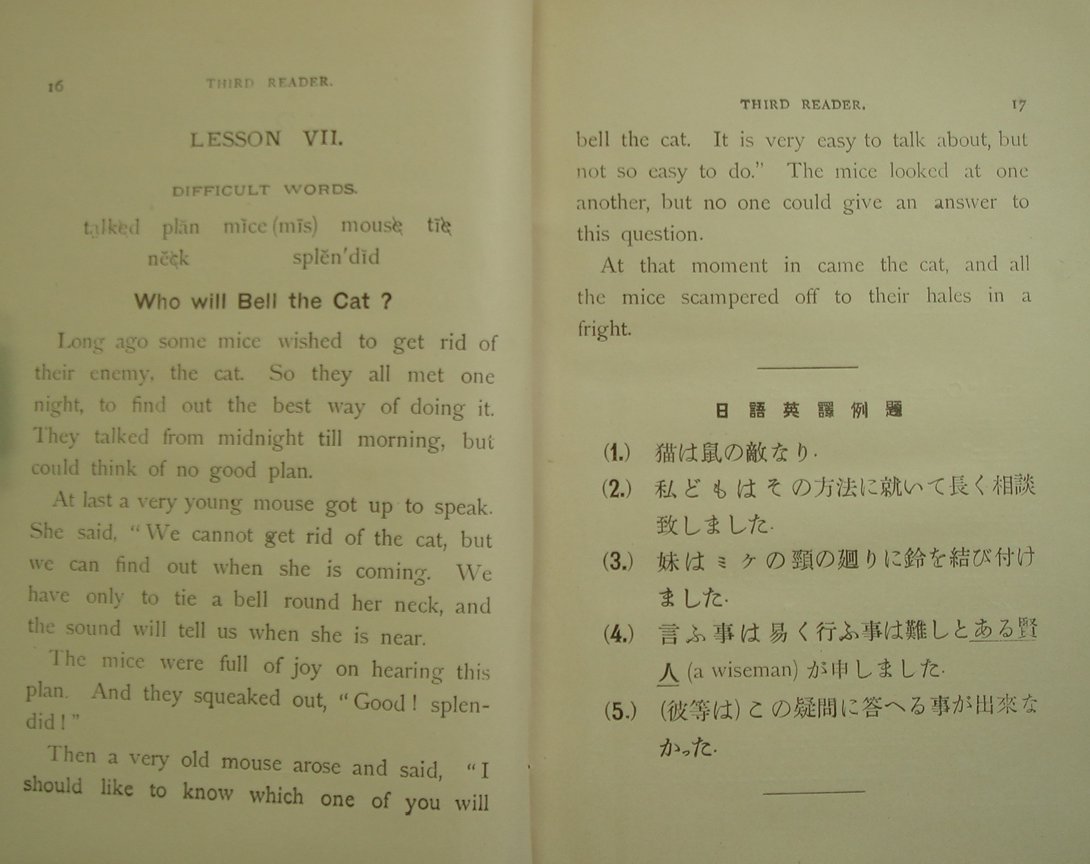 16 THIRD READER.
LESSON VII.
DIFFICULT WORDS.
talked plăn mīce (mīs) mouse tīe
nĕck splĕn'dĭd
Who will Bell the Cat ?
Long ago some mice wished to get rid of
their enemy, the cat. So they all met one
night, to find out the best way of doing it.
They talked from midnight till morning, but
could think of no good plan.
At last a very young mouse got up to speak.
She said, “We cannot get rid of the cat, but
we can find out when she is coming. We
have only to tie a bell round her neck, and
the sound will tell us when she is near.
The mice were full of joy on hearing this
plan. And they squeaked out, “Good! splen-
did!”
Then a very old mouse arose and said, “I
should like to know which one of you will
THIRD READER. 17
bell the cat. It is very easy to talk about, but
not so easy to do.” The mice looked at one
another, but no one could give an answer to
this question.
At that moment in came the cat, and all
the mice scampered off to their hales in a
fright.
日語英譯例題
(1.) 猫は鼠の敵なり.
(2.) 私どもはその方法に就いて長く相談
致しました.
(3.) 妹はミケの頸の廻りに鈴を結び付け
ました.
(4.) 言ふ事は易く行ふ事は難しとある賢
人 (a wiseman) が申しました.
(5.) (彼等は)この疑問に答へる事が出來な
かった.